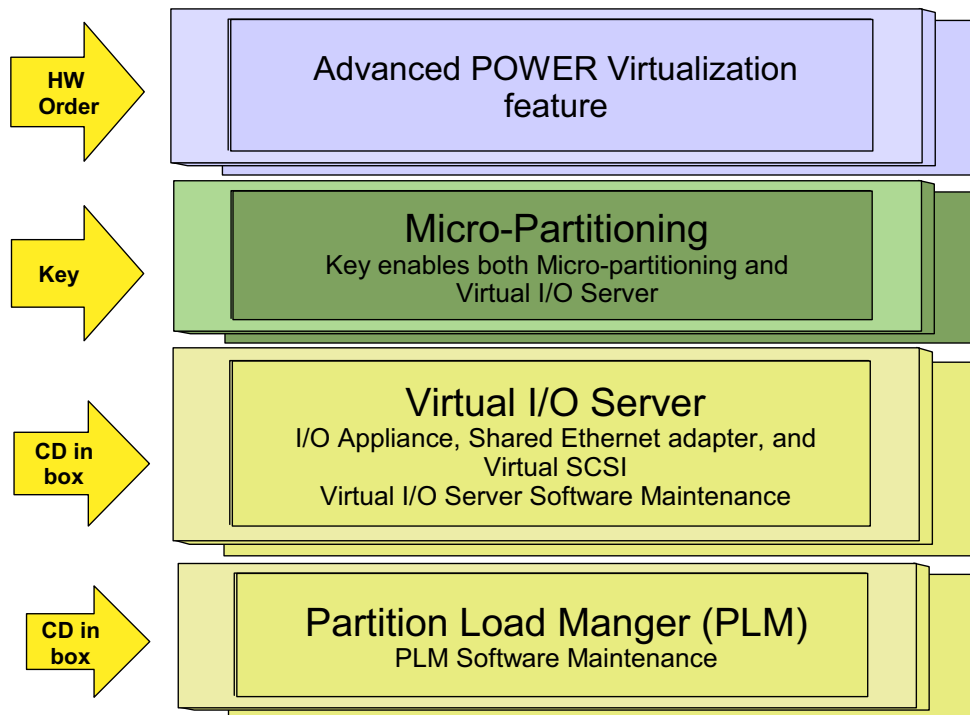 HW
Order
Advanced POWER Virtualization
feature
Key
Micro-Partitioning
Key enables both Micro-partitioning and
Virtual I/O Server
CD in
box
Virtual I/O Server
I/O Appliance, Shared Ethernet adapter, and
Virtual SCSI
Virtual I/O Server Software Maintenance
CD in
box
Partition Load Manger (PLM)
PLM Software Maintenance